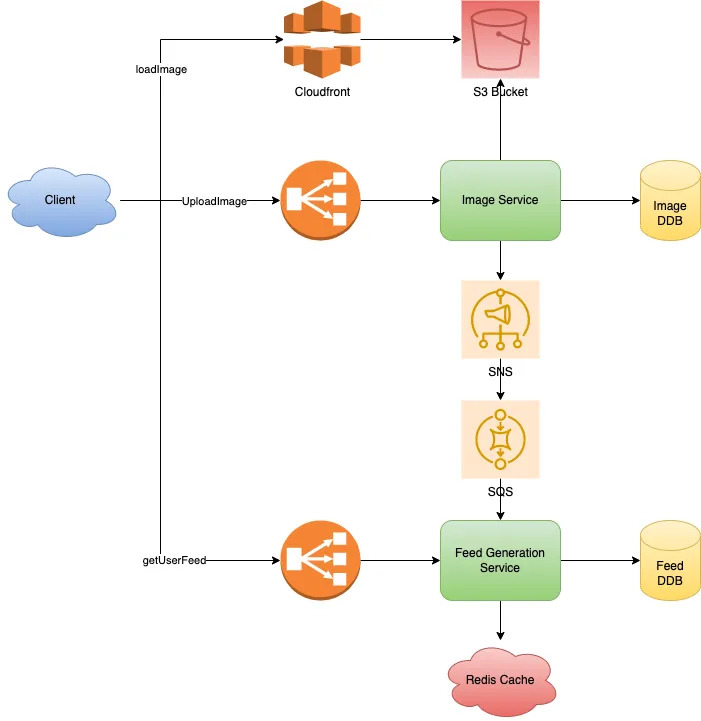 loadImage
Cloudfront
S3 Bucket
Client
UploadImage
Image Service
Image
DDB
SNS
SQS
getUserFeed
Feed Generation
Service
Feed
DDB
Redis Cache